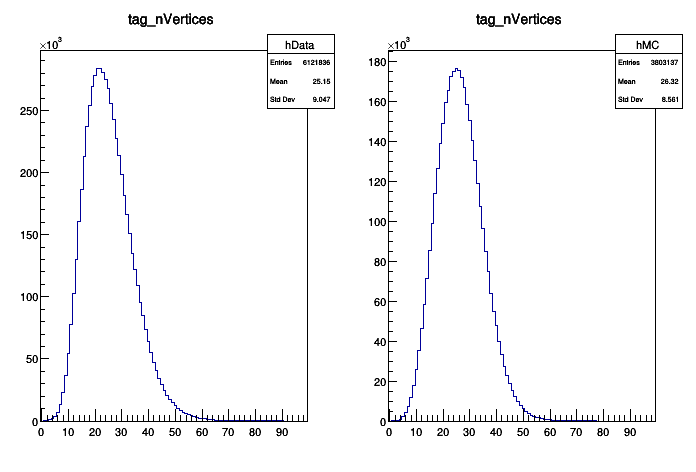 tag_nVertices
×10³
hData
Entries 6121836
Mean 25.15
Std Dev 9.047
250
200
150
100
50
0
0 10 20 30 40 50 60 70 80 90
tag_nVertices
×10³
hMC
Entries 3803137
Mean 26.32
Std Dev 8.561
180
160
140
120
100
80
60
40
20
0
0 10 20 30 40 50 60 70 80 90